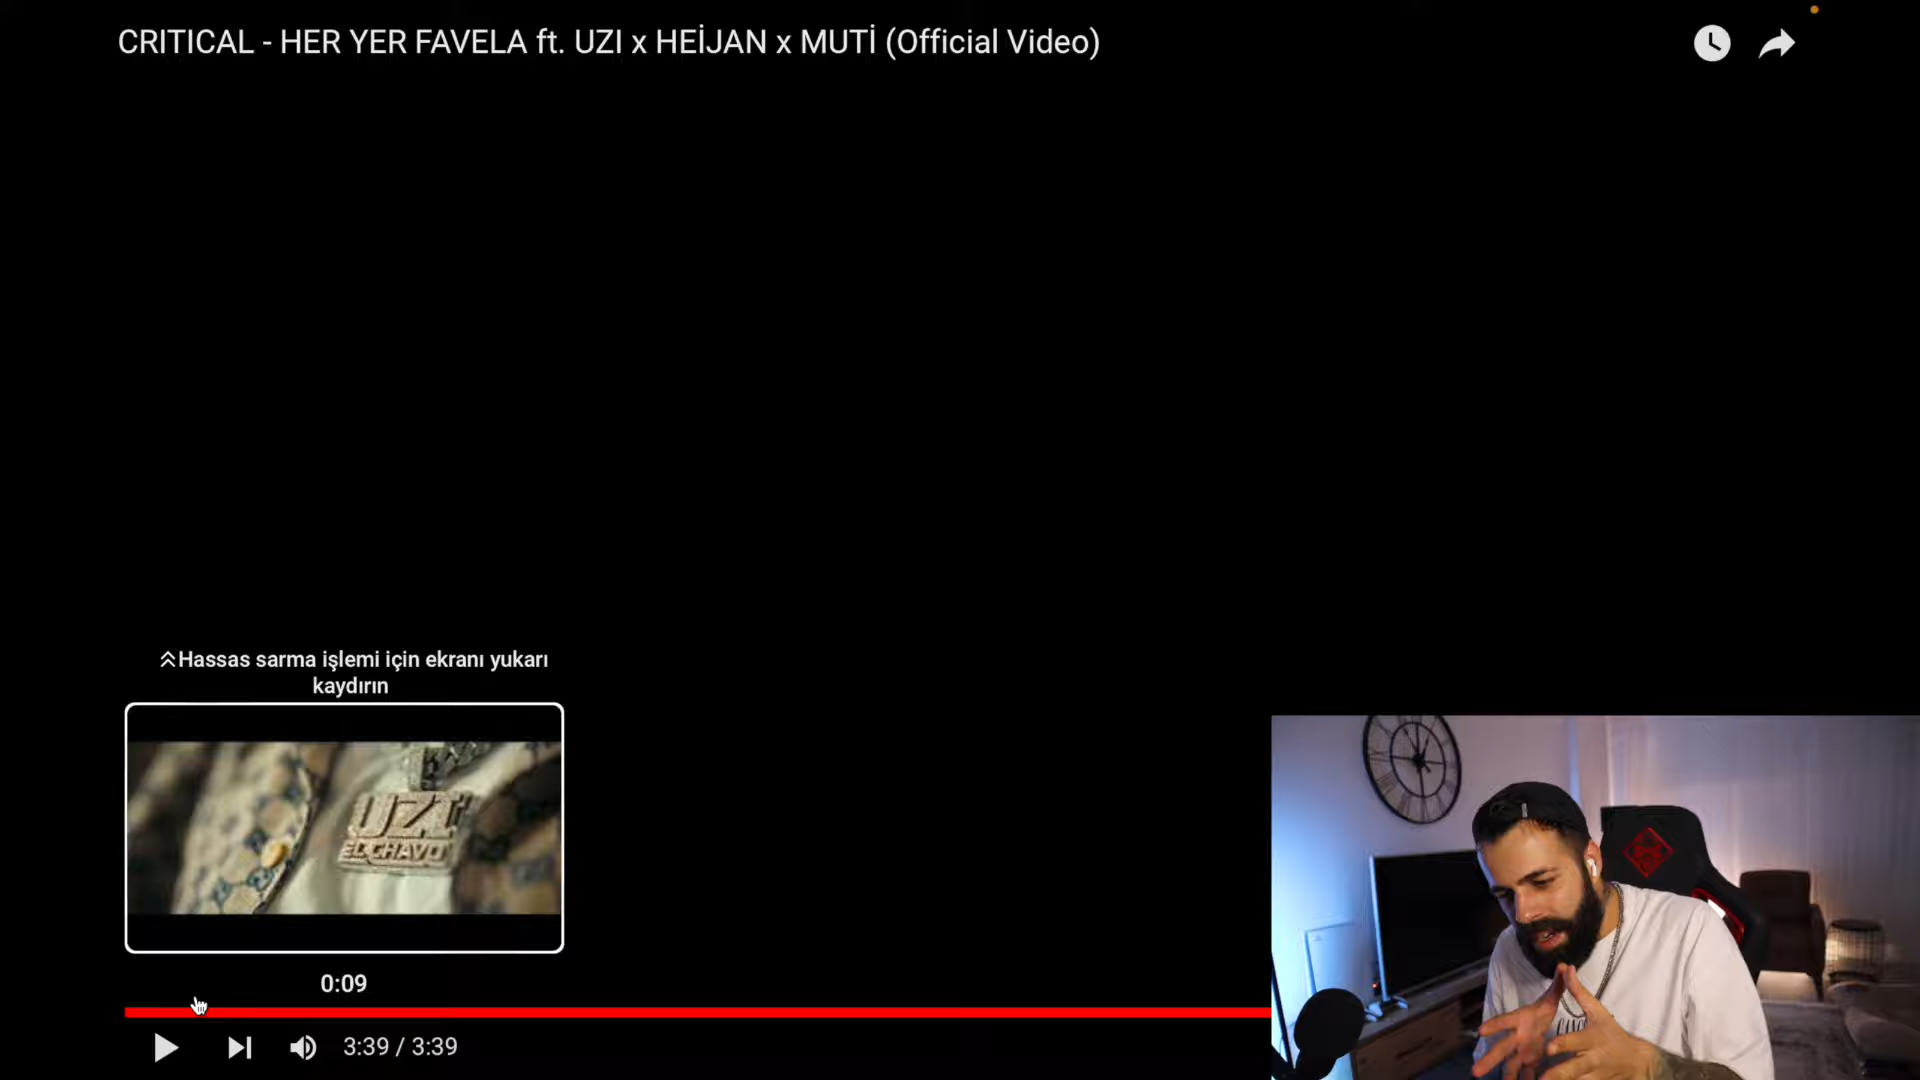 CRITICAL - HER YER FAVELA ft. UZI x HEİJAN x MUTİ (Official Video)
Hassas sarma işlemi için ekranı yukarı
kaydırın
UZI
EL CHAVO
0:09
3:39 / 3:39